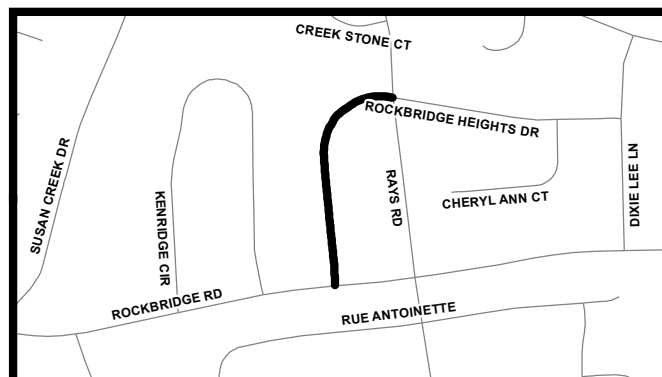 CREEK STONE CT
ROCKBRIDGE HEIGHTS DR
SUSAN CREEK DR
KENRIDGE CIR
RAYS RD
CHERYL ANN CT
DIXIE LEE LN
ROCKBRIDGE RD
RUE ANTOINETTE